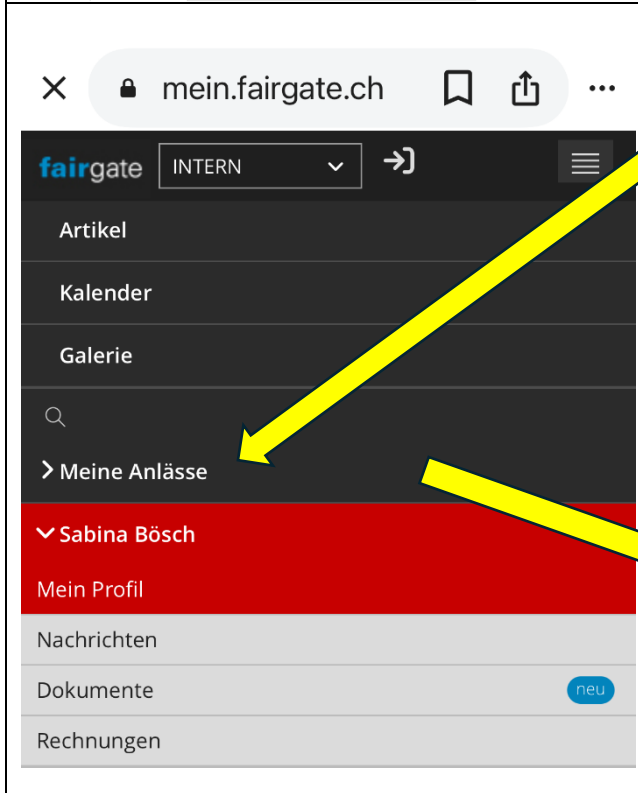 mein.fairgate.ch
fairgate INTERN
Artikel
Kalender
Galerie
Meine Anlässe
Sabina Bösch
Mein Profil
Nachrichten
Dokumente neu
Rechnungen